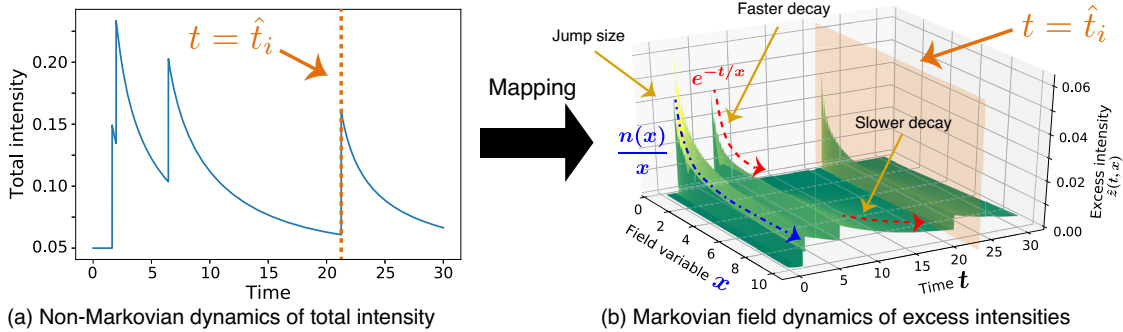 Total intensity
0.20
0.15
0.10
0.05
0
5
10
15
20
25
30
Time
t = t̂ᵢ
(a) Non-Markovian dynamics of total intensity
Mapping
Faster decay
Jump size
e^{-t/x}
n(x)
x
Slower decay
t = t̂ᵢ
0.06
0.04
0.02
0.00
Excess intensity
ẑ(t, x)
0
2
4
6
8
10
Field variable x
0
5
10
15
20
25
30
Time t
(b) Markovian field dynamics of excess intensities